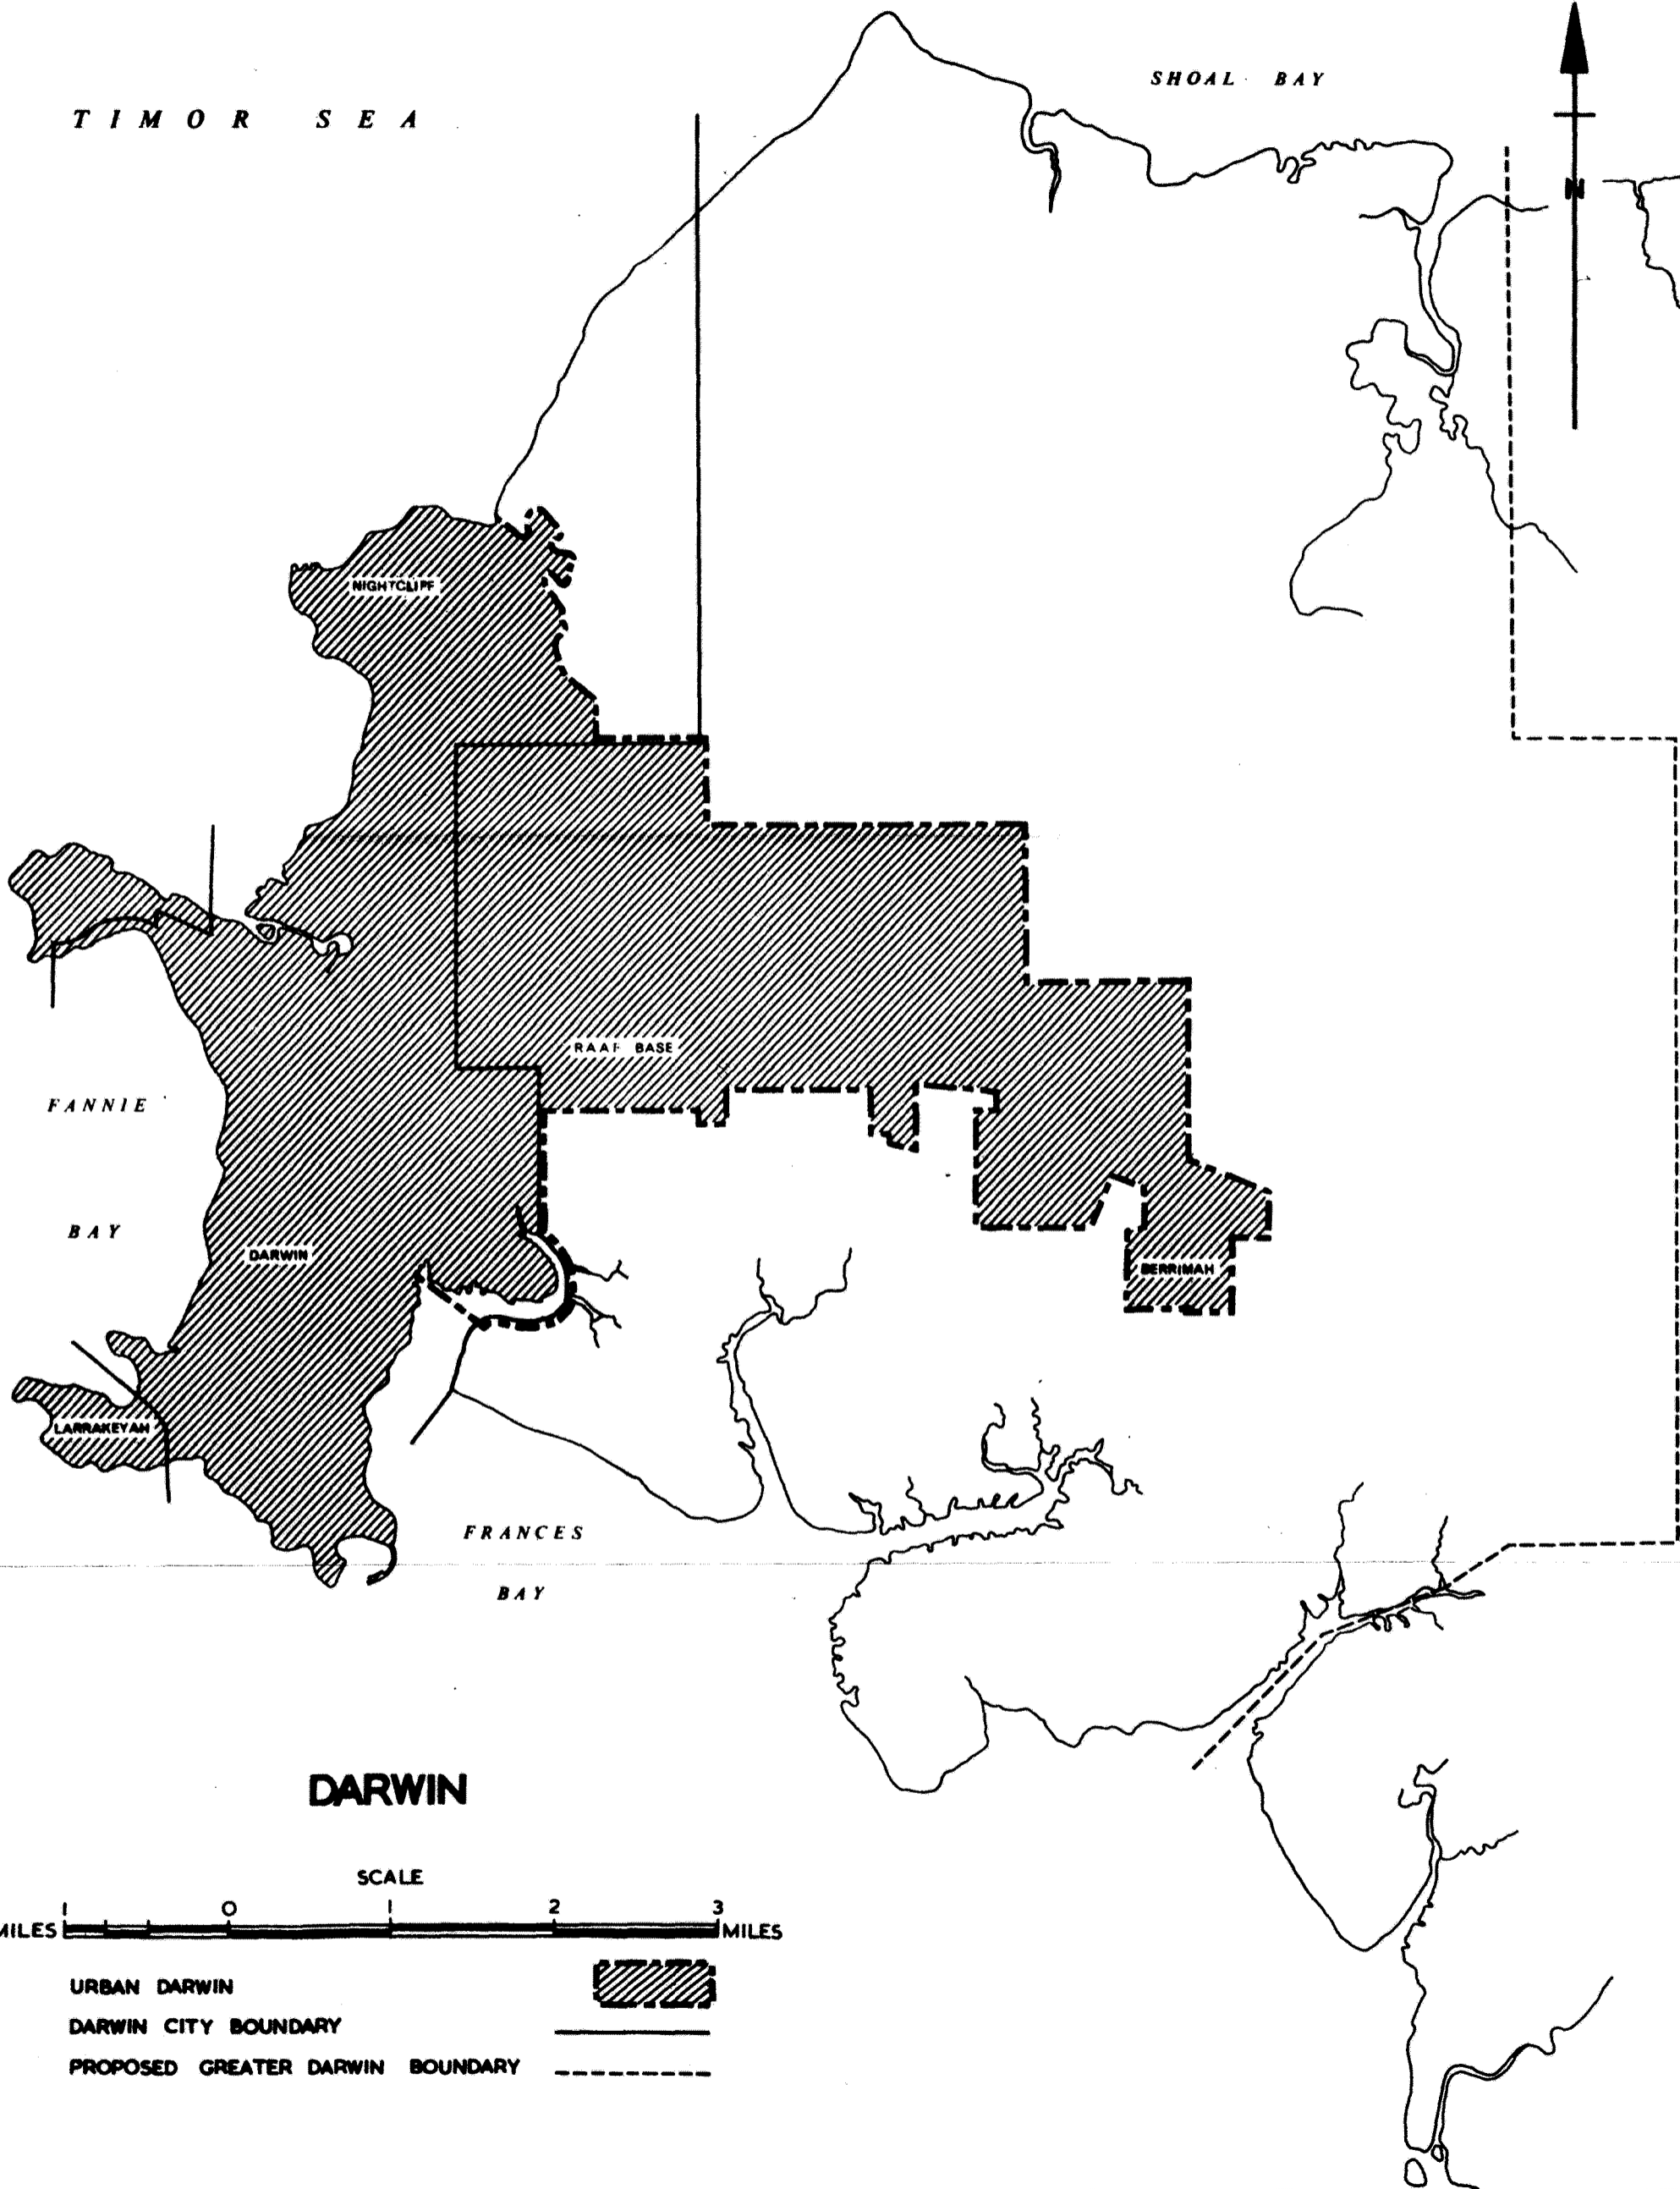 SHOAL BAY
TIMOR SEA
N
NIGHTCLIFF
RAAF BASE
FANNIE
BAY
DARWIN
BERRIMAH
LARRAKEYAH
FRANCES
BAY
DARWIN
SCALE
1 0 1 2 3
MILES MILES
URBAN DARWIN
DARWIN CITY BOUNDARY
PROPOSED GREATER DARWIN BOUNDARY